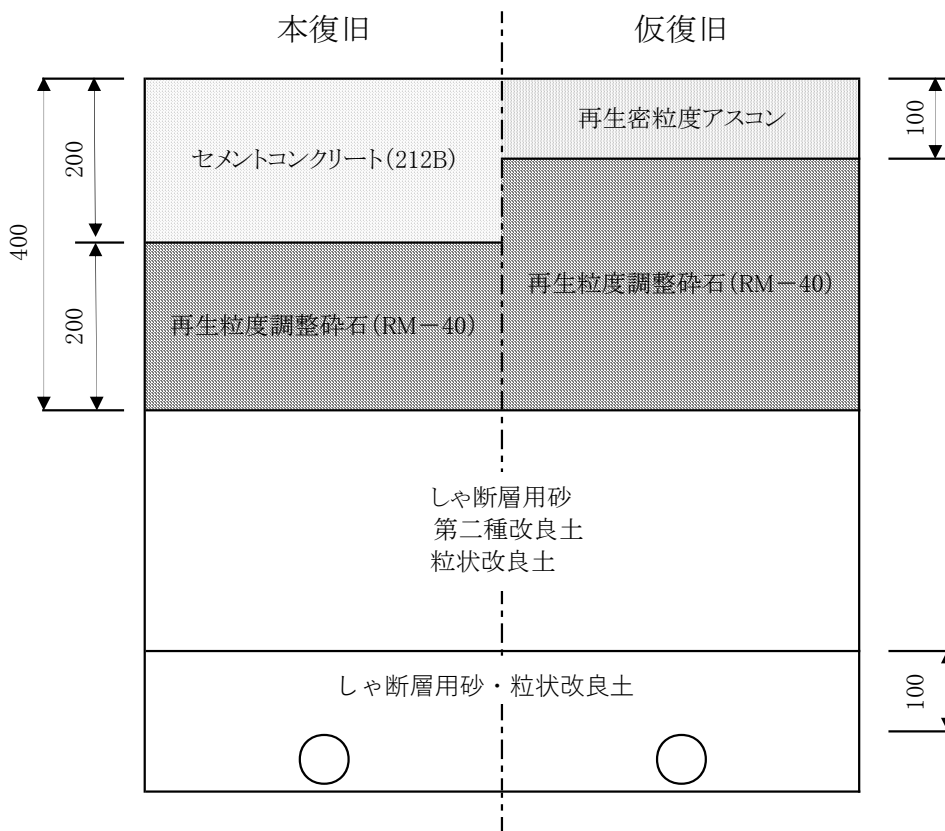 本復旧
仮復旧
400
200
200
セメントコンクリート(212B)
再生密粒度アスコン
100
再生粒度調整砕石(RM－40)
再生粒度調整砕石(RM－40)
しゃ断層用砂
第二種改良土
粒状改良土
しゃ断層用砂・粒状改良土
100